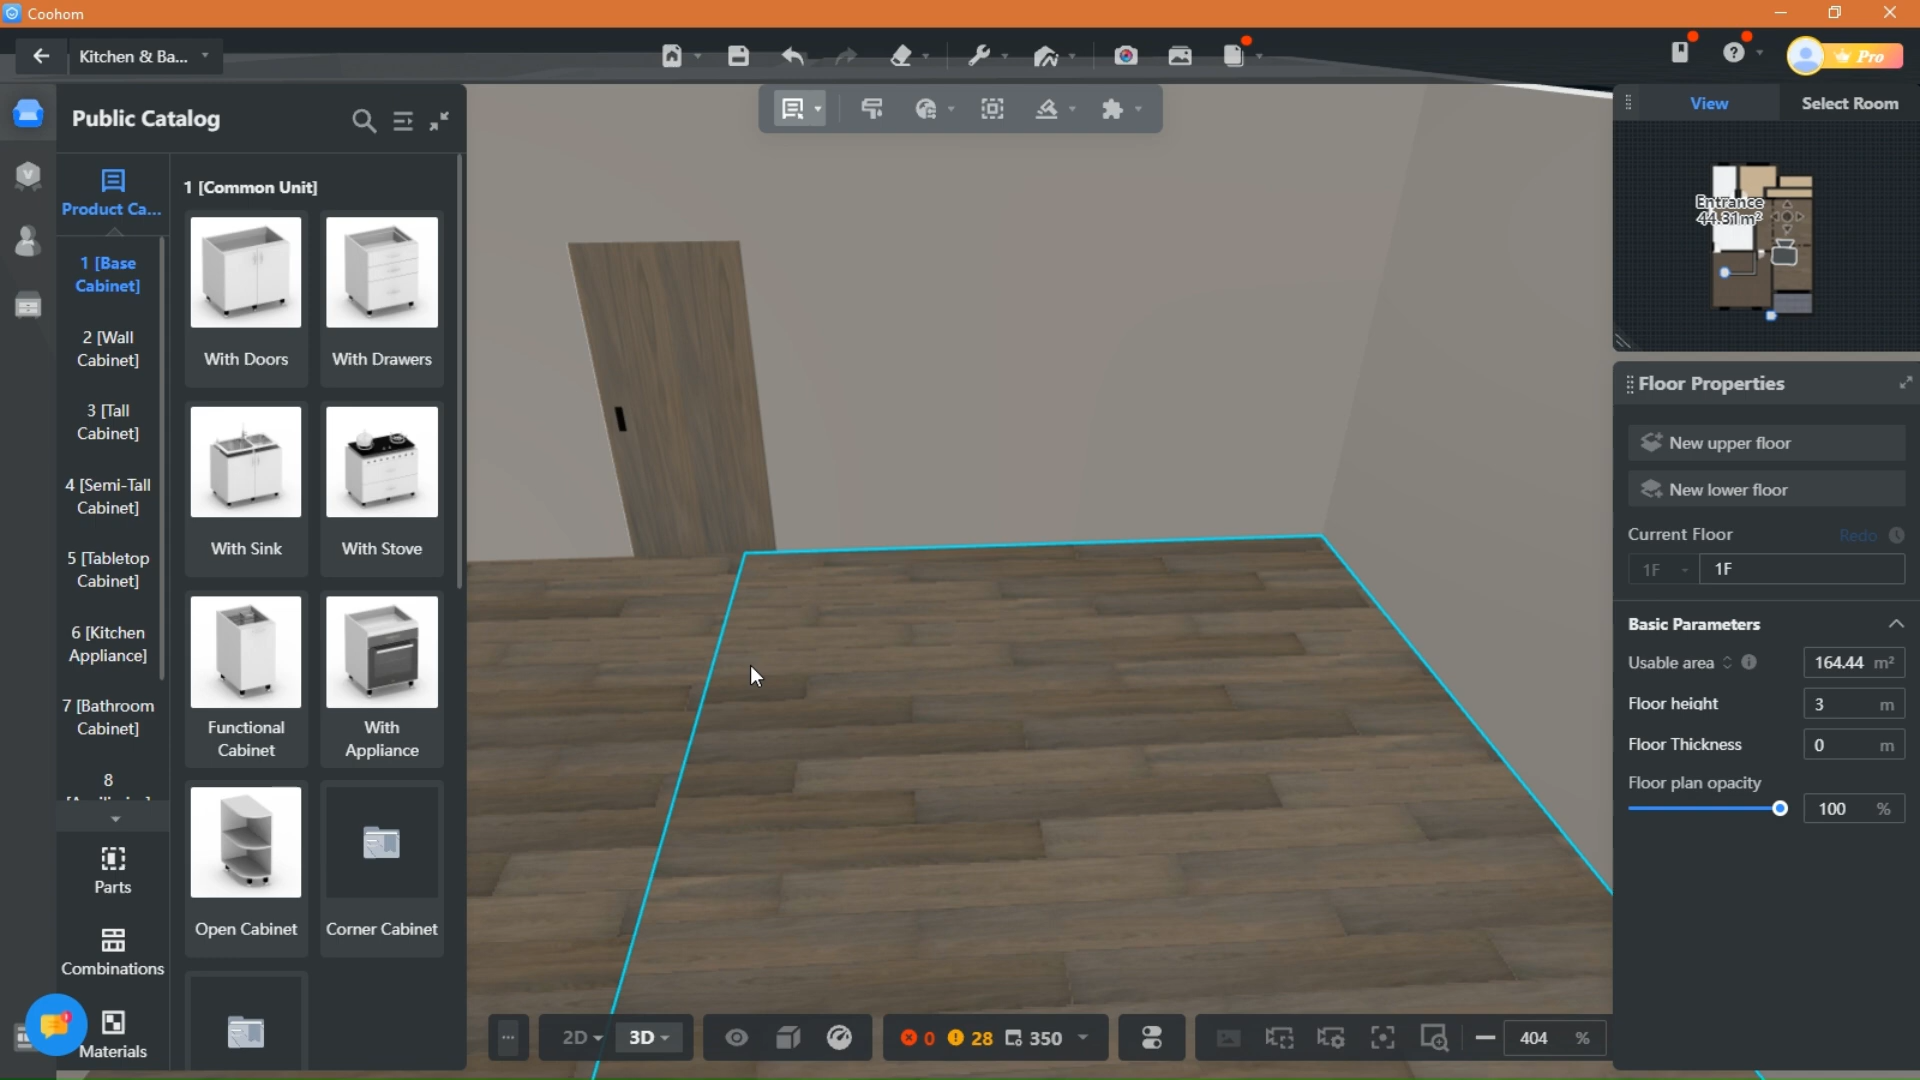 Coohom
Kitchen & Ba...
Pro
Public Catalog
View
Select Room
Product Ca...
1 [Common Unit]
1 [Base
Cabinet]
2 [Wall
Cabinet]
3 [Tall
Cabinet]
4 [Semi-Tall
Cabinet]
5 [Tabletop
Cabinet]
6 [Kitchen
Appliance]
7 [Bathroom
Cabinet]
8
Parts
Combinations
Materials
With Doors
With Drawers
With Sink
With Stove
Functional
Cabinet
With
Appliance
Open Cabinet
Corner Cabinet
Entrance
44.31m²
Floor Properties
New upper floor
New lower floor
Current Floor
Redo
1F
1F
Basic Parameters
Usable area
164.44 m²
Floor height
3 m
Floor Thickness
0 m
Floor plan opacity
100 %
2D
3D
0
28
350
404 %